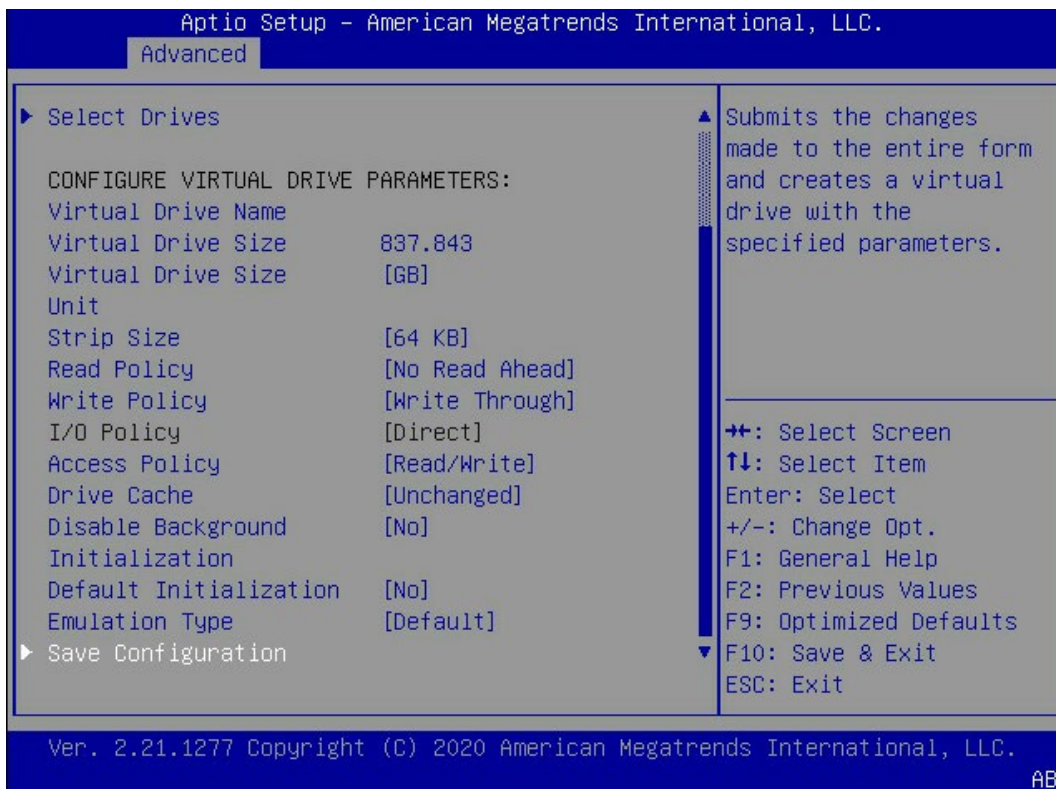 Aptio Setup – American Megatrends International, LLC.
Advanced
Select Drives
CONFIGURE VIRTUAL DRIVE PARAMETERS:
Virtual Drive Name
Virtual Drive Size 837.843
Virtual Drive Size [GB]
Unit
Strip Size [64 KB]
Read Policy [No Read Ahead]
Write Policy [Write Through]
I/O Policy [Direct]
Access Policy [Read/Write]
Drive Cache [Unchanged]
Disable Background [No]
Initialization
Default Initialization [No]
Emulation Type [Default]
Save Configuration
Submits the changes
made to the entire form
and creates a virtual
drive with the
specified parameters.
→←: Select Screen
↑↓: Select Item
Enter: Select
+/-: Change Opt.
F1: General Help
F2: Previous Values
F9: Optimized Defaults
F10: Save & Exit
ESC: Exit
Ver. 2.21.1277 Copyright (C) 2020 American Megatrends International, LLC.
AB